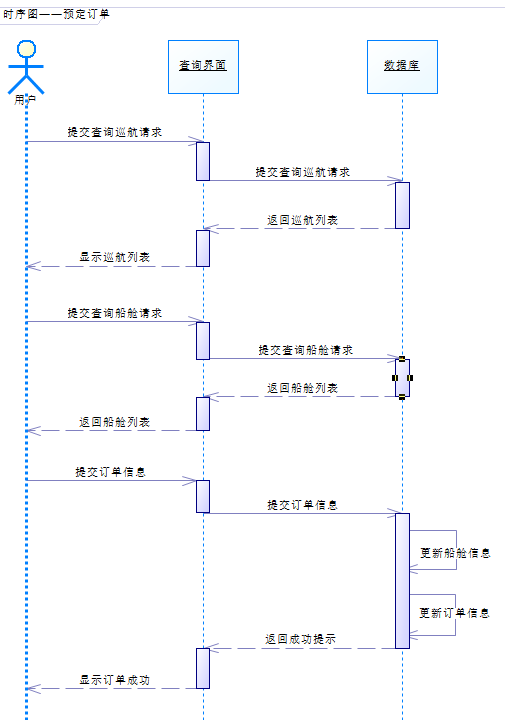 时序图——预定订单
查询界面
数据库
用户
提交查询巡航请求
提交查询巡航请求
返回巡航列表
显示巡航列表
提交查询船舱请求
提交查询船舱请求
返回船舱列表
返回船舱列表
提交订单信息
提交订单信息
更新船舱信息
更新订单信息
返回成功提示
显示订单成功